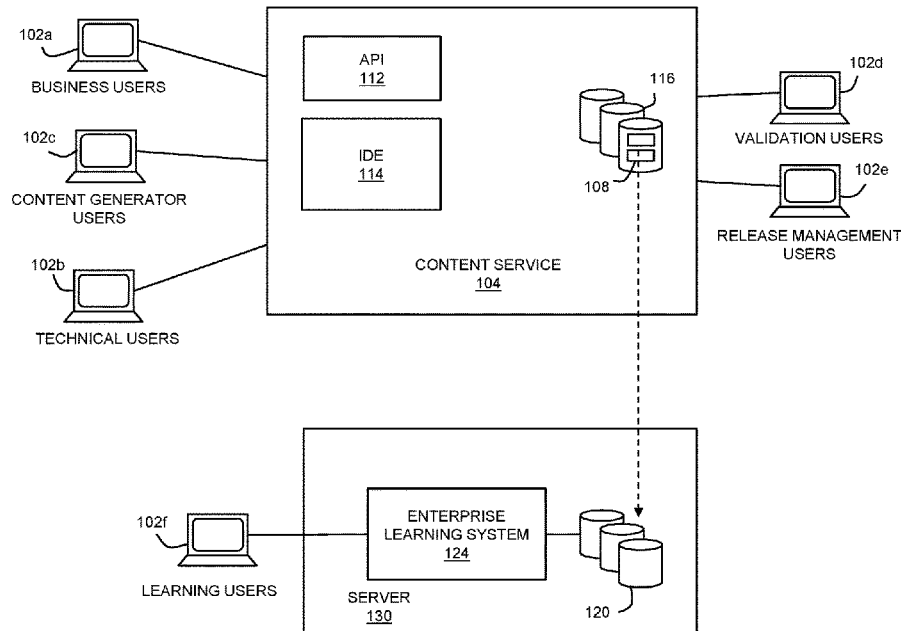 102a
BUSINESS USERS
102c
CONTENT GENERATOR
USERS
102b
TECHNICAL USERS
API
112
IDE
114
116
108
CONTENT SERVICE
104
102d
VALIDATION USERS
102e
RELEASE MANAGEMENT
USERS
102f
LEARNING USERS
ENTERPRISE
LEARNING SYSTEM
124
SERVER
130
120